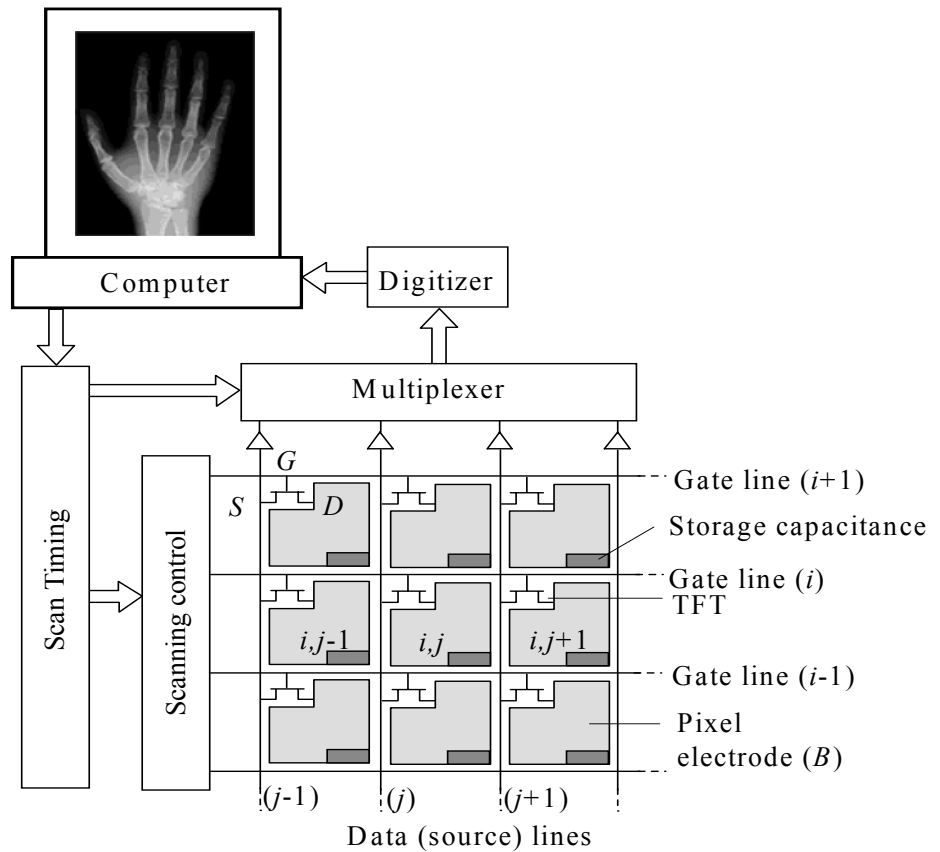 Computer
Digitizer
Multiplexer
Scan Timing
Scanning control
G
S
D
Gate line (i+1)
Storage capacitance
Gate line (i)
TFT
i,j-1
i,j
i,j+1
Gate line (i-1)
Pixel
electrode (B)
(j-1)
(j)
(j+1)
Data (source) lines